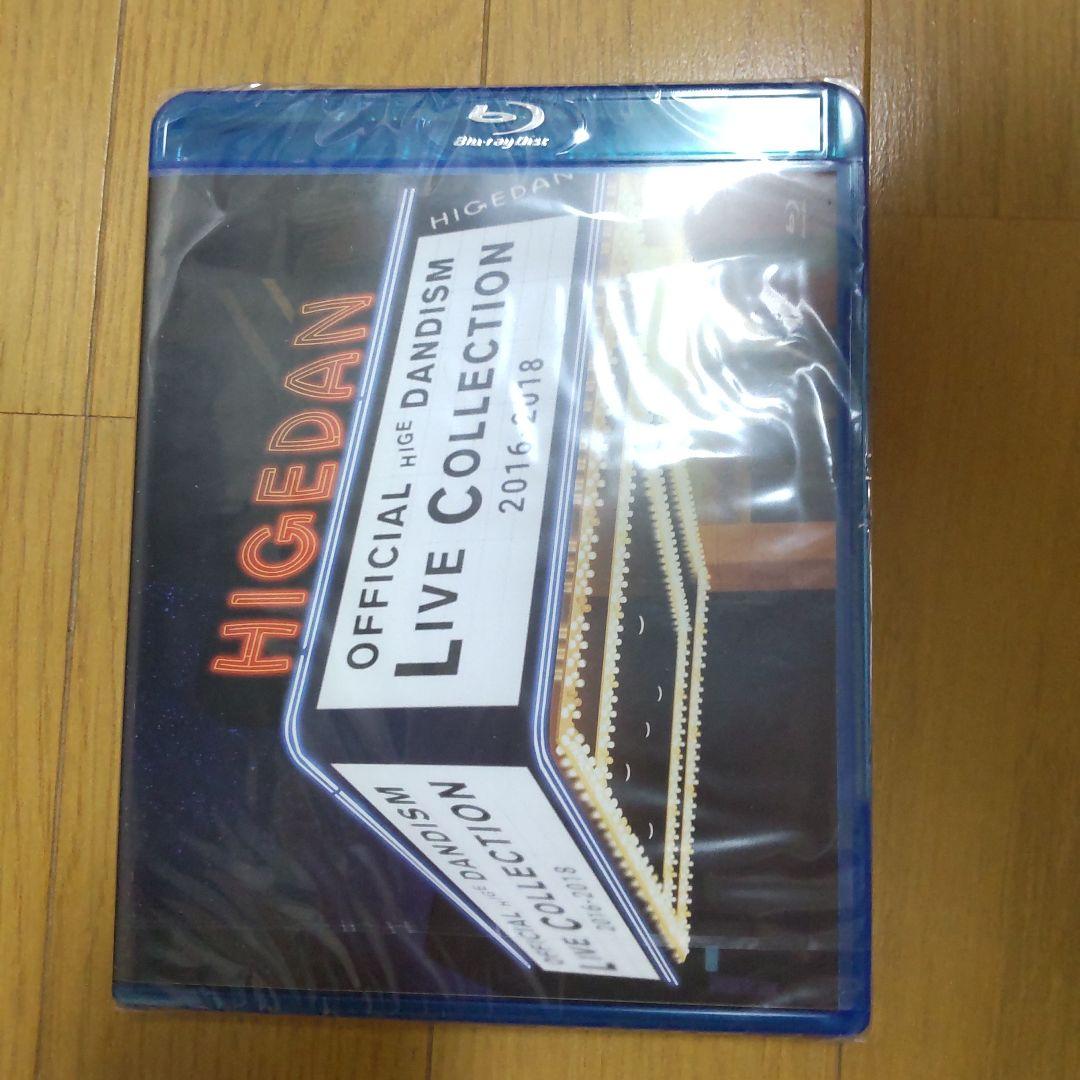 Blu-ray Disc
HIGEDAN
HIGEDAN
OFFICIAL HIGE DANDISM
LIVE COLLECTION
2016-2018
OFFICIAL HIGE DANDISM
LIVE COLLECTION
2016-2018